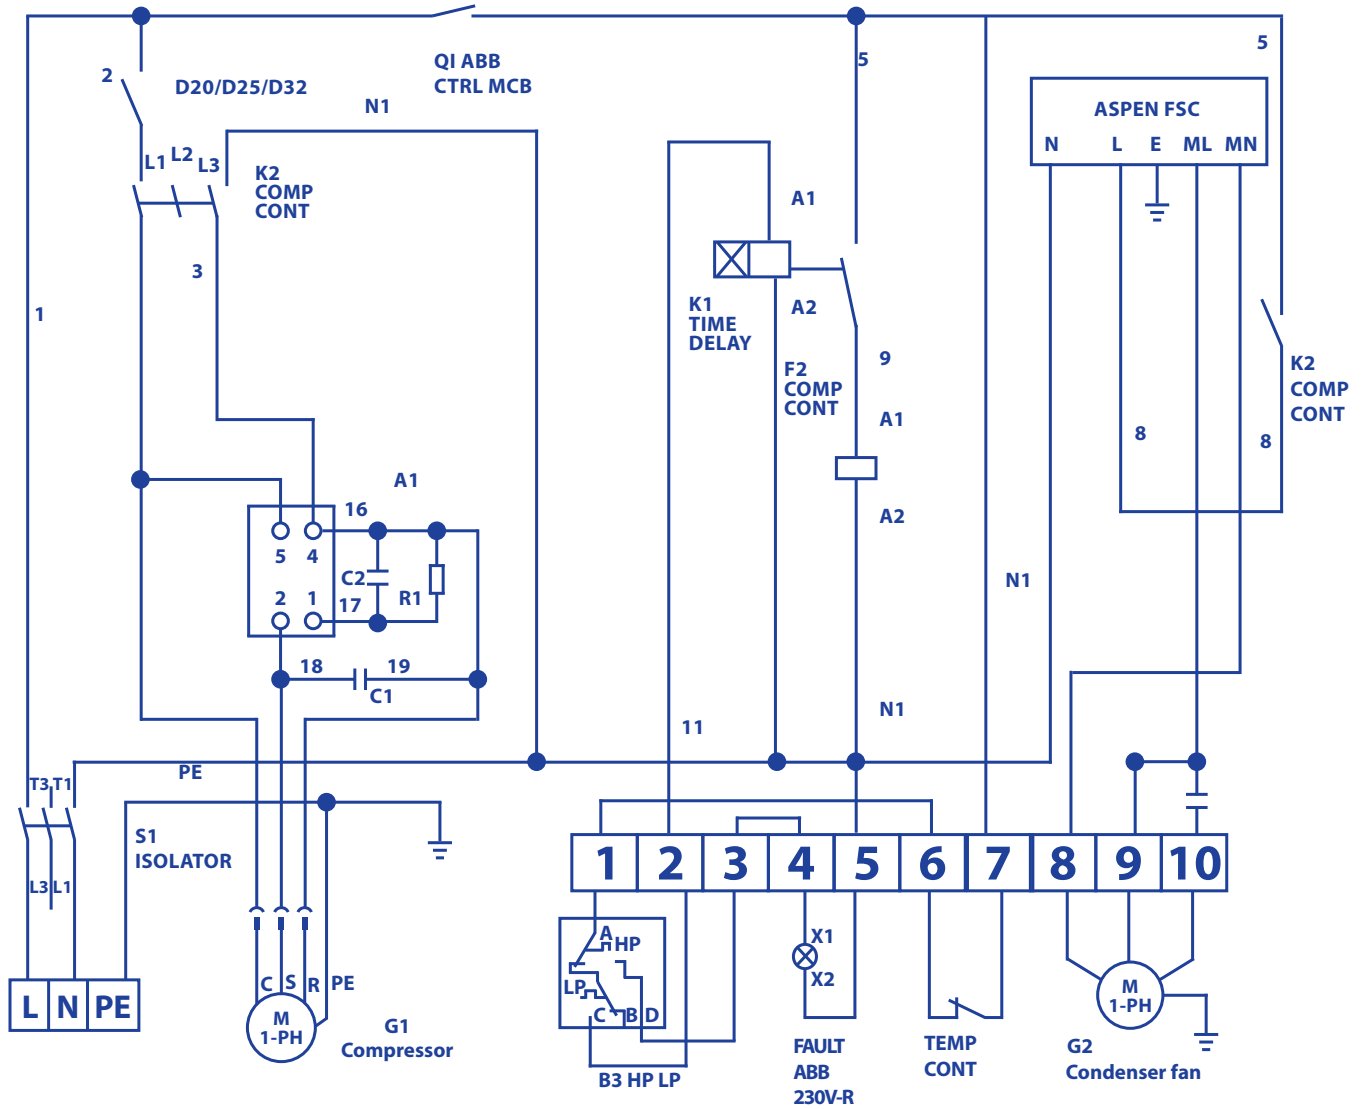 5
QI ABB
CTRL MCB
5
2
D20/D25/D32
N1
ASPEN FSC
N L E ML MN
L1 L2 L3
K2
COMP
CONT
A1
3
1
K1
TIME
DELAY
A2
9
F2
COMP
CONT
K2
COMP
CONT
A1
8
8
A1
16
A2
5 4
C2
N1
2 1
17
R1
18 19
C1
N1
11
PE
T3 T1
S1
ISOLATOR
1 2 3 4 5 6 7 8 9 10
L3 L1
A
HP
X1
X2
LP
C S R PE
C B D
L N PE
M
1-PH
M
1-PH
G1
Compressor
FAULT
ABB
230V-R
TEMP
CONT
G2
Condenser fan
B3 HP LP